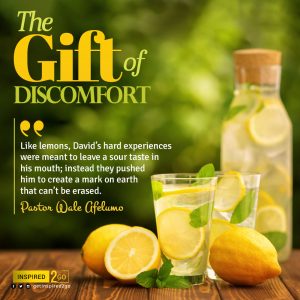 The
Gift of
DISCOMFORT
Like lemons, David's hard experiences
were meant to leave a sour taste in
his mouth; instead they pushed
him to create a mark on earth
that can't be erased.
Pastor Wale Afelumo
INSPIRED 2GO
getinspired2go